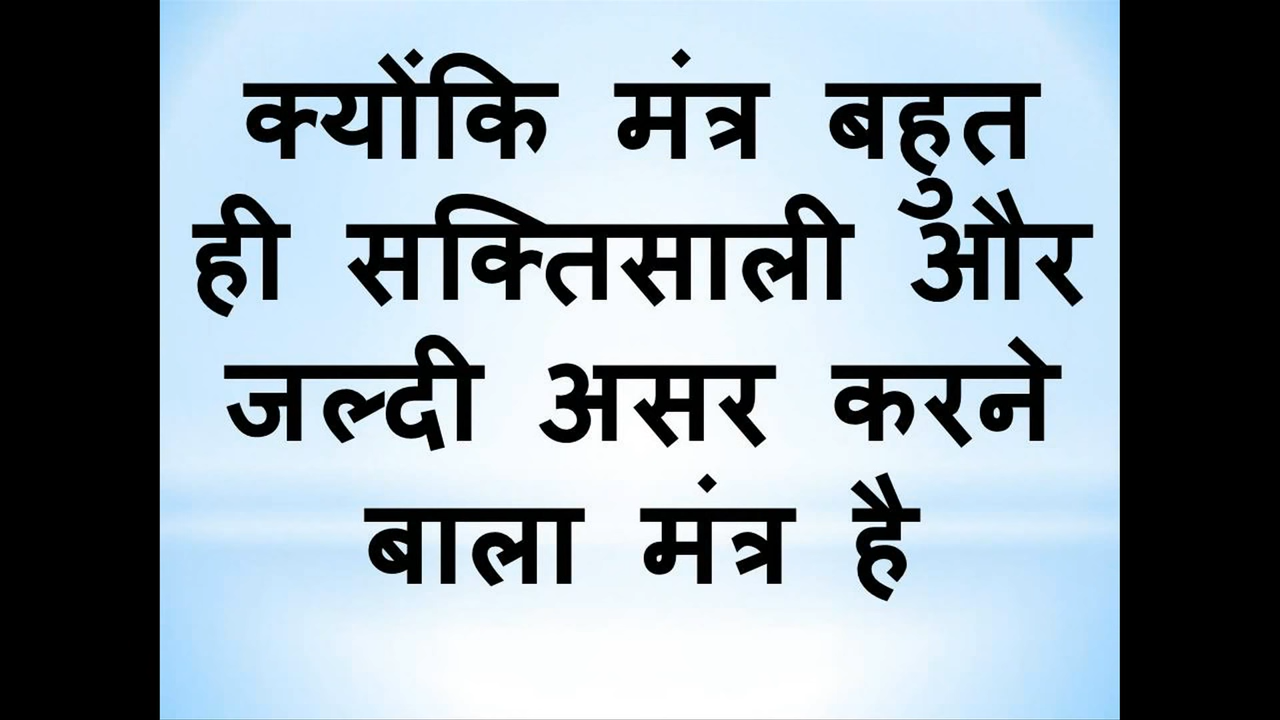 क्योंकि मंत्र बहुत
ही सक्तिसाली और
जल्दी असर करने
बाला मंत्र है